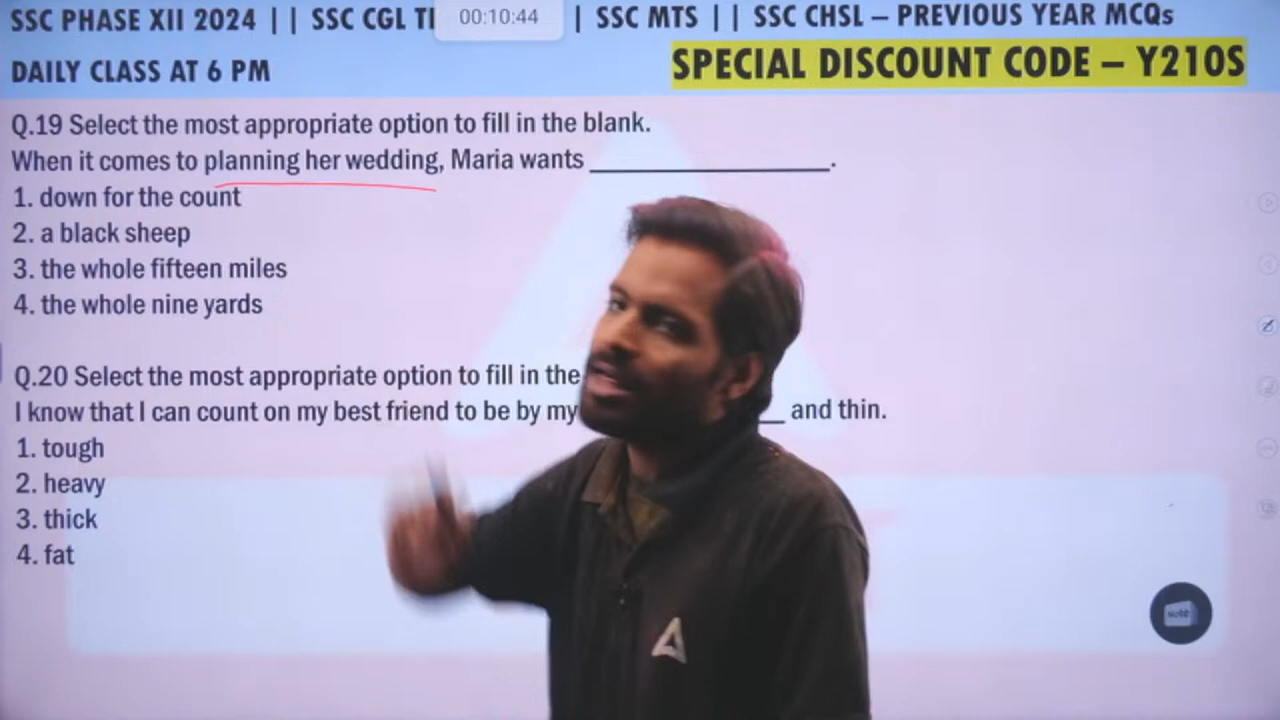 SSC PHASE XII 2024 || SSC CGL TI 00:10:44 | SSC MTS || SSC CHSL – PREVIOUS YEAR MCQs
DAILY CLASS AT 6 PM
SPECIAL DISCOUNT CODE – Y210S
Q.19 Select the most appropriate option to fill in the blank.
When it comes to planning her wedding, Maria wants ____________________.
1. down for the count
2. a black sheep
3. the whole fifteen miles
4. the whole nine yards
Q.20 Select the most appropriate option to fill in the
I know that I can count on my best friend to be by my __ and thin.
1. tough
2. heavy
3. thick
4. fat